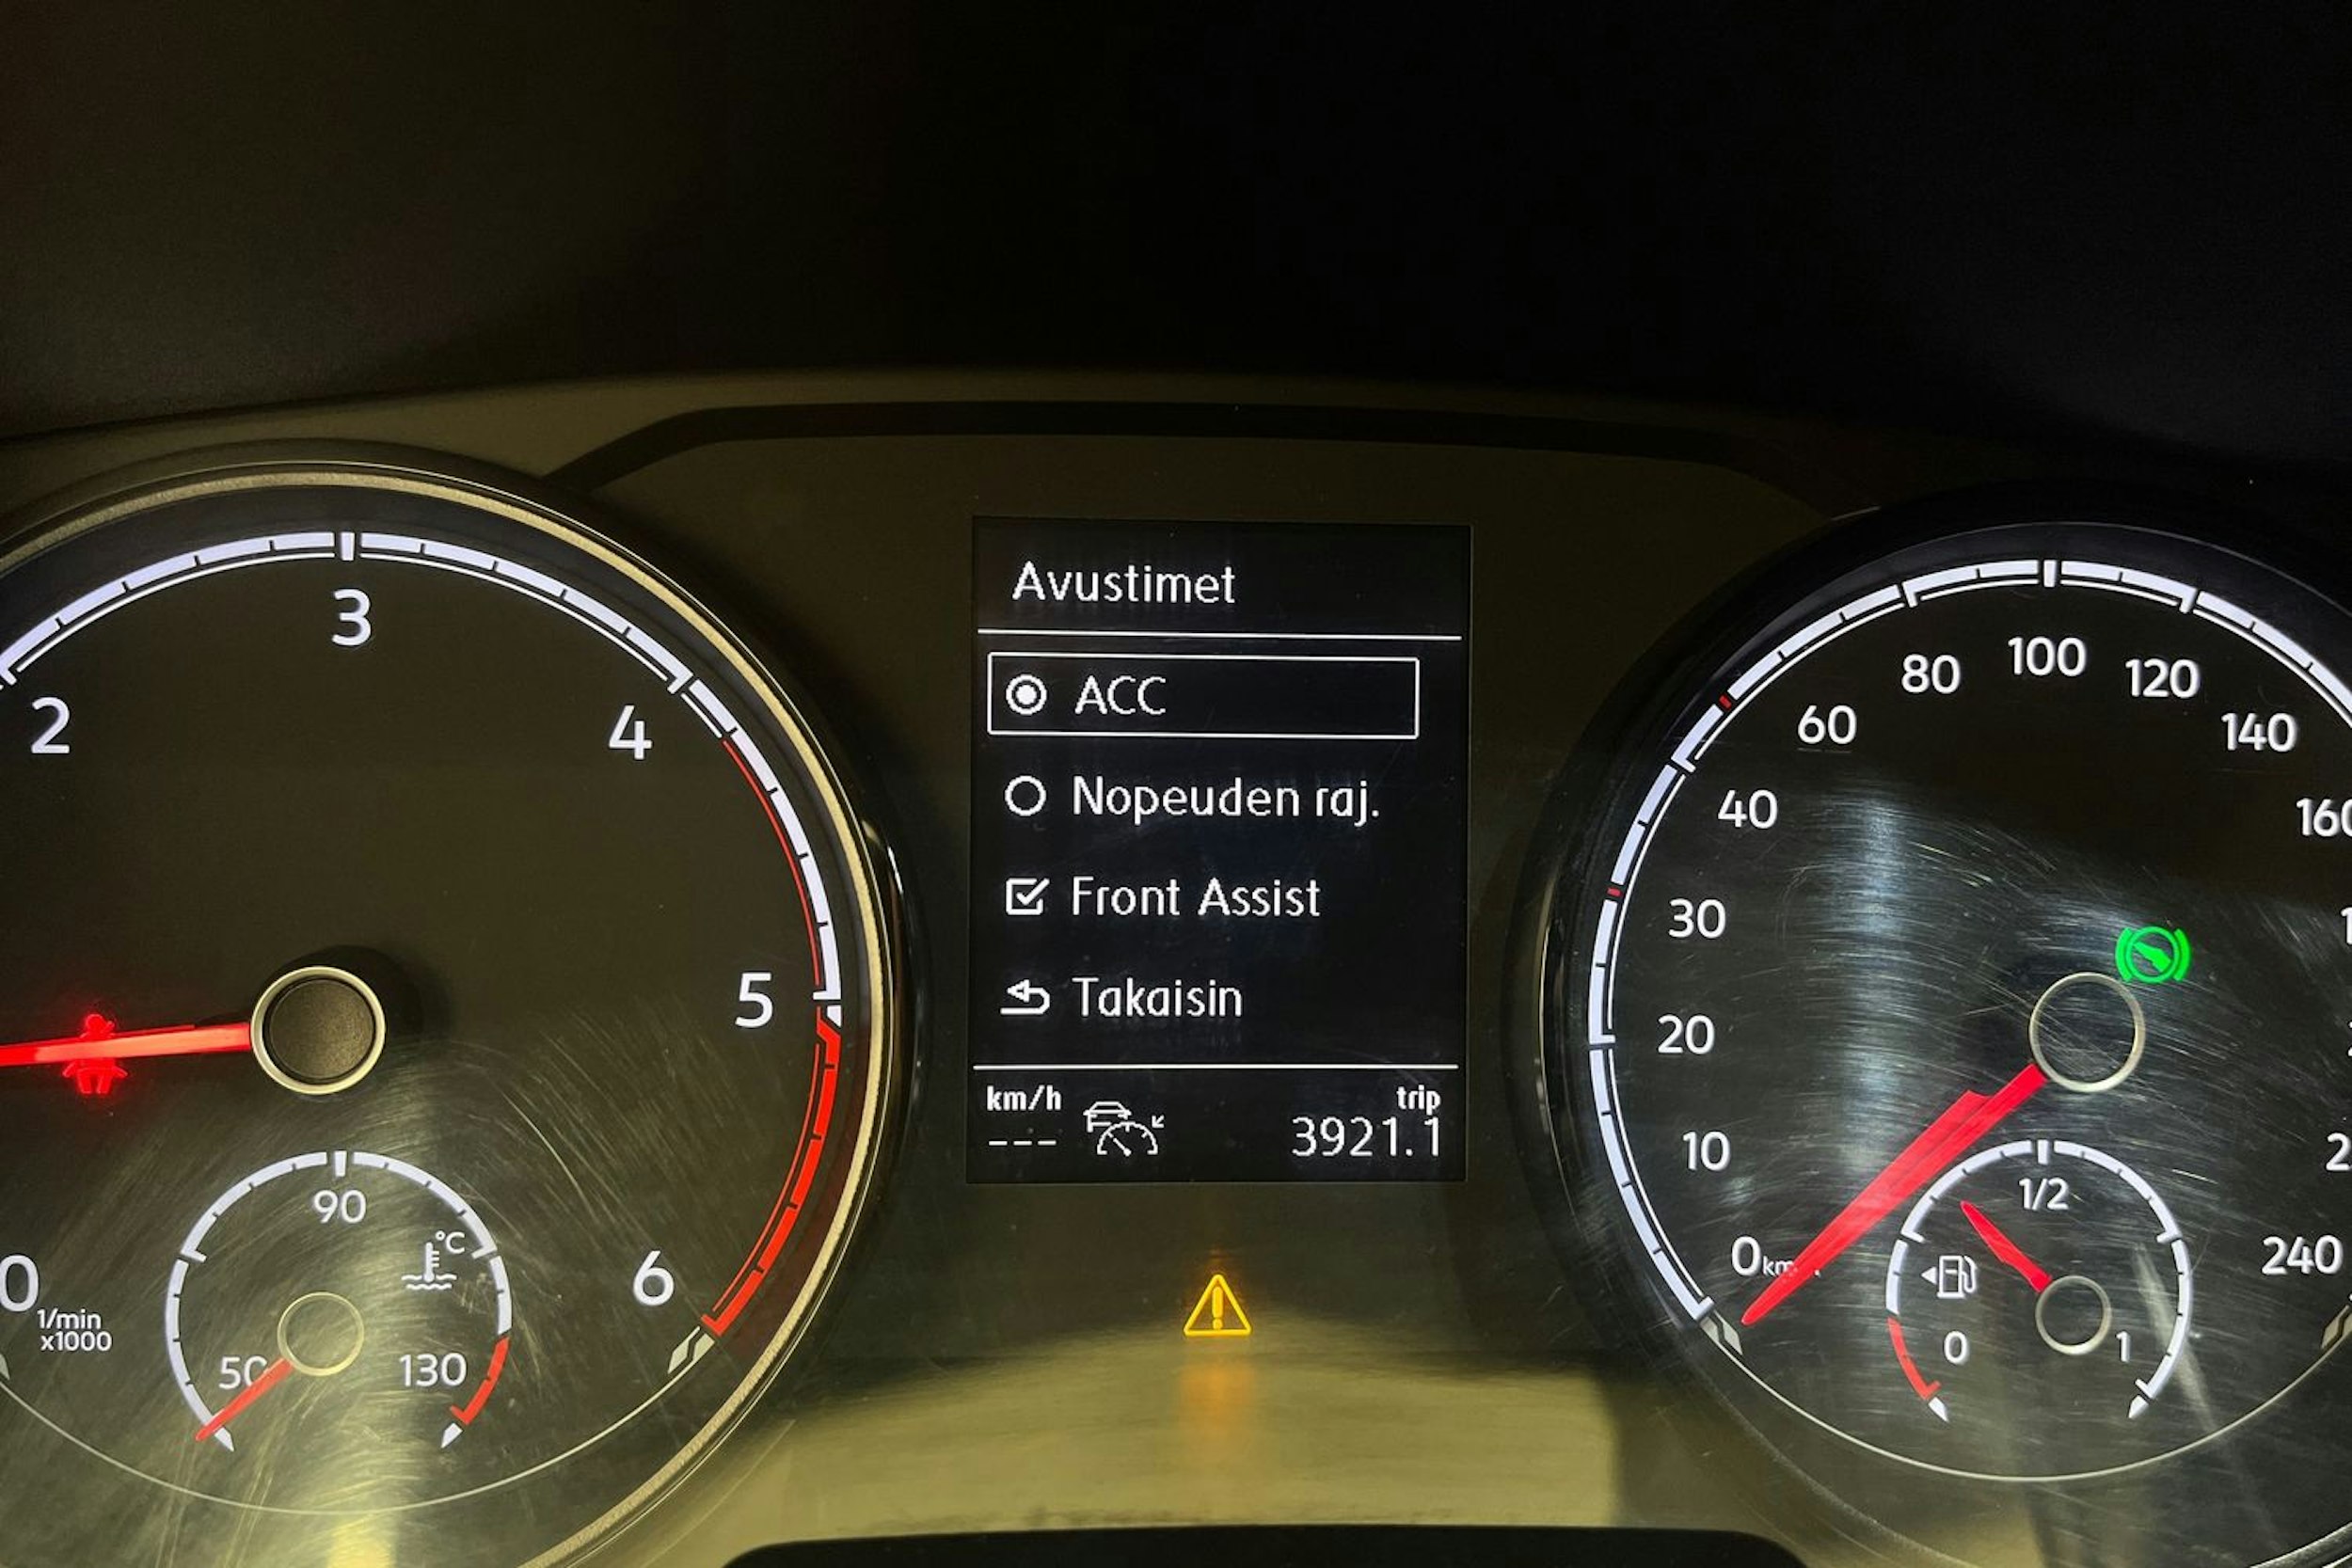 2
3
4
5
6
0
1/min
x1000
50
90
130
°C
Avustimet
ACC
Nopeuden raj.
Front Assist
Takaisin
km/h
---
trip
3921.1
0
10
20
30
40
60
80
100
120
140
240
0
1/2
1